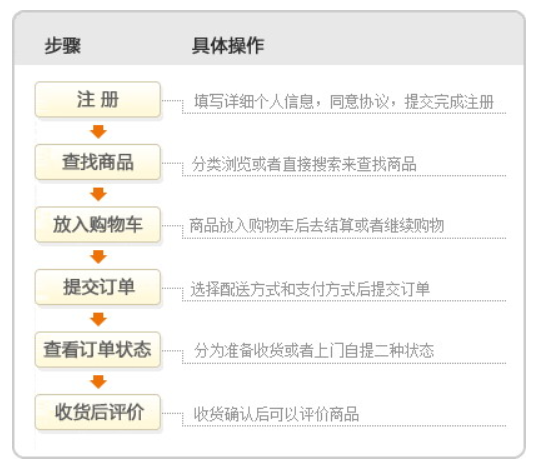 步骤 具体操作
注 册 填写详细个人信息，同意协议，提交完成注册
查找商品 分类浏览或者直接搜索来查找商品
放入购物车 商品放入购物车后去结算或者继续购物
提交订单 选择配送方式和支付方式后提交订单
查看订单状态 分为准备收货或者上门自提二种状态
收货后评价 收货确认后可以评价商品